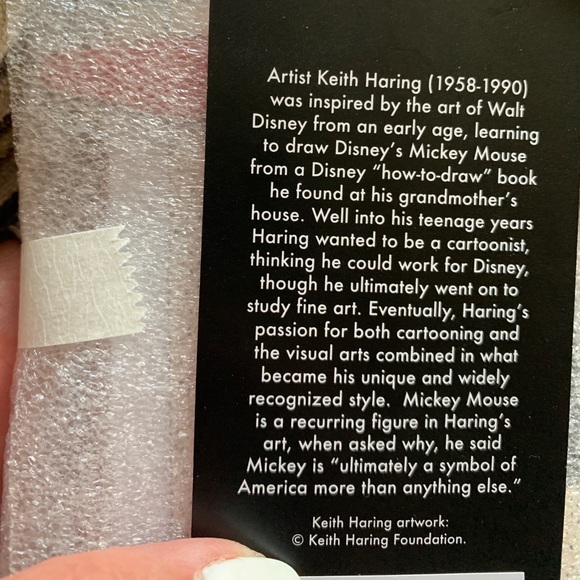 Artist Keith Haring (1958-1990)
was inspired by the art of Walt
Disney from an early age, learning
to draw Disney's Mickey Mouse
from a Disney “how-to-draw” book
he found at his grandmother's
house. Well into his teenage years
Haring wanted to be a cartoonist,
thinking he could work for Disney,
though he ultimately went on to
study fine art. Eventually, Haring's
passion for both cartooning and
the visual arts combined in what
became his unique and widely
recognized style. Mickey Mouse
is a recurring figure in Haring's
art, when asked why, he said
Mickey is “ultimately a symbol of
America more than anything else.”
Keith Haring artwork:
© Keith Haring Foundation.